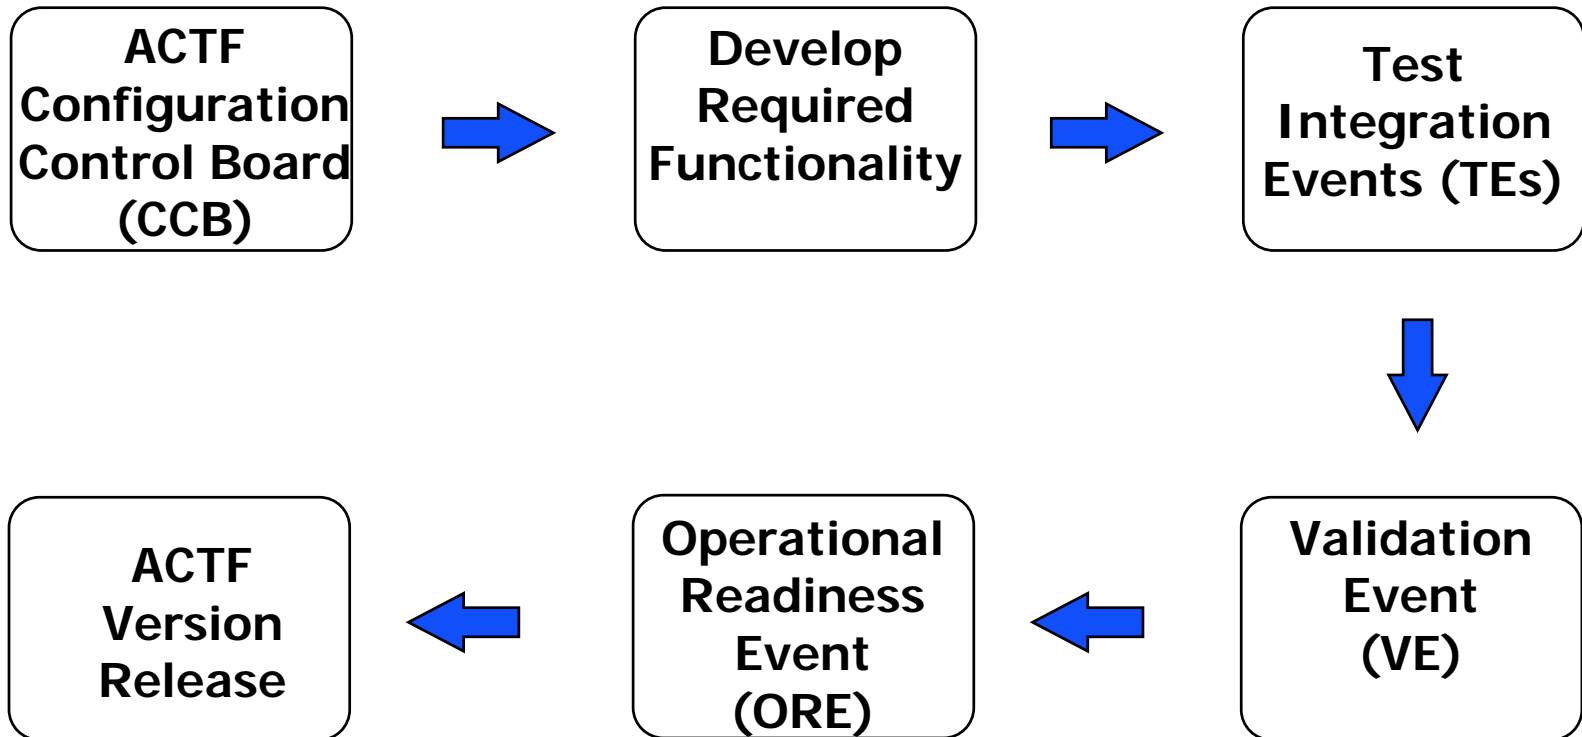 ACTF
Configuration
Control Board
(CCB)
Develop
Required
Functionality
Test
Integration
Events (TEs)
Validation
Event
(VE)
Operational
Readiness
Event
(ORE)
ACTF
Version
Release